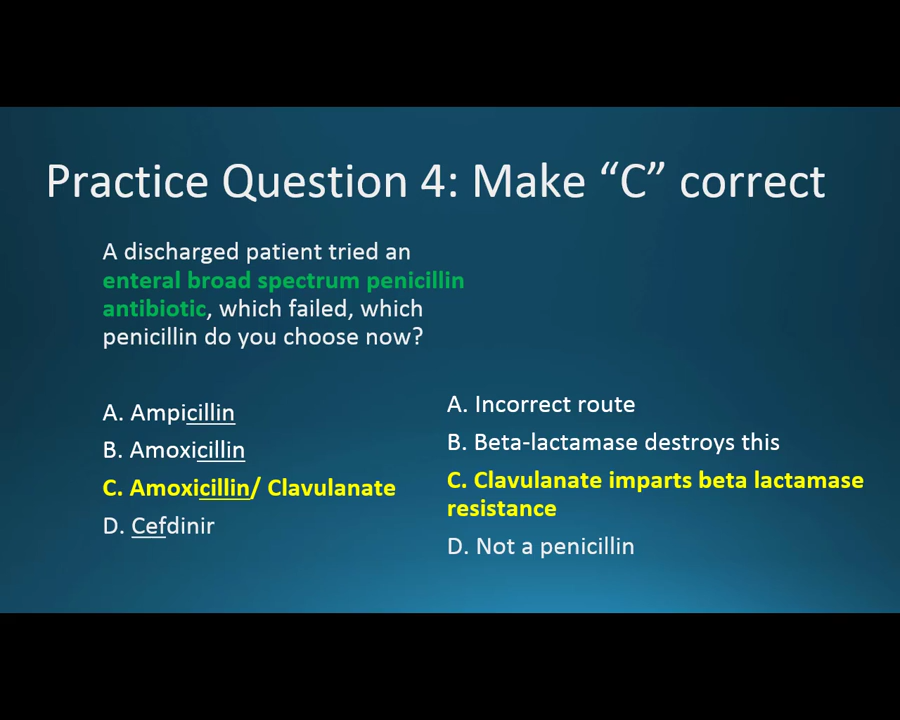 Practice Question 4: Make “C” correct
A discharged patient tried an
enteral broad spectrum penicillin
antibiotic, which failed, which
penicillin do you choose now?
A. Ampicillin
B. Amoxicillin
C. Amoxicillin/ Clavulanate
D. Cefdinir
A. Incorrect route
B. Beta-lactamase destroys this
C. Clavulanate imparts beta lactamase
resistance
D. Not a penicillin